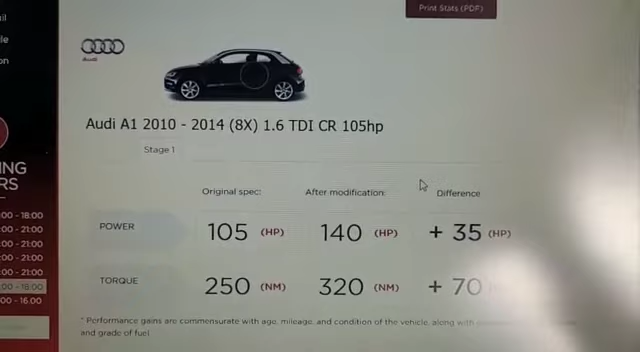 Print Stats (PDF)
il
le
on
Audi
Audi A1 2010 - 2014 (8X) 1.6 TDI CR 105hp
Stage 1
ING
RS
Original spec:
After modification:
Difference
POWER
105 (HP)
140 (HP)
+ 35 (HP)
TORQUE
250 (NM)
320 (NM)
+ 70
:00 - 18:00
:00 - 21:00
:00 - 21:00
:00 - 21:00
:00 - 21:00
:00 - 18:00
:00 - 16:00
* Performance gains are commensurate with age, mileage, and condition of the vehicle, along with
and grade of fuel